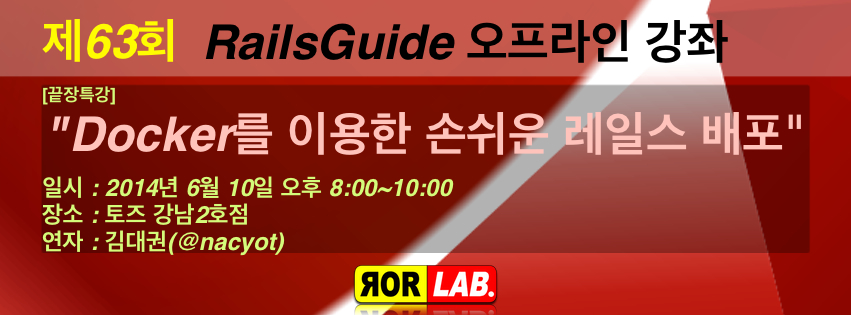 제63회 RailsGuide 오프라인 강좌
[끝장특강]
"Docker를 이용한 손쉬운 레일스 배포"
일시 : 2014년 6월 10일 오후 8:00~10:00
장소 : 토즈 강남2호점
연자 : 김대권(@nacyot)
ЯOR LAB.